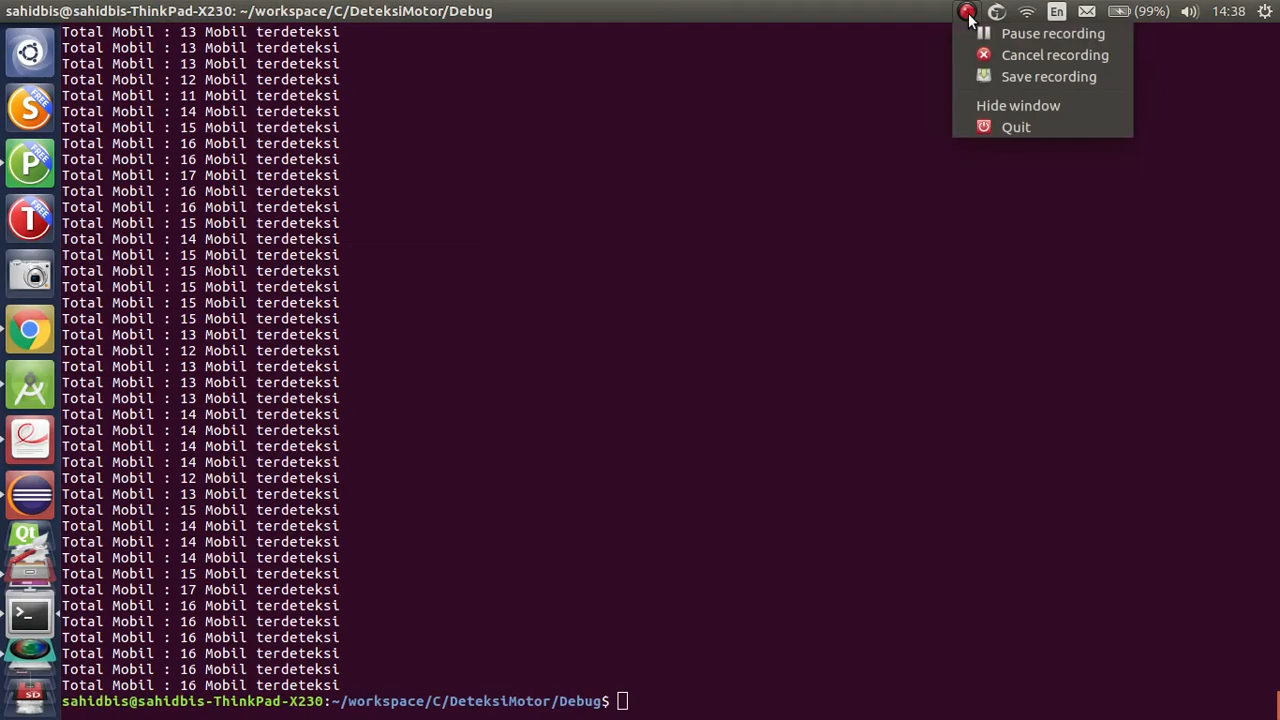 sahidbis@sahidbis-ThinkPad-X230: ~/workspace/C/DeteksiMotor/Debug
En
(99%)
14:38
Pause recording
Cancel recording
Save recording
Hide window
Quit
Total Mobil : 13 Mobil terdeteksi
Total Mobil : 13 Mobil terdeteksi
Total Mobil : 13 Mobil terdeteksi
Total Mobil : 12 Mobil terdeteksi
Total Mobil : 11 Mobil terdeteksi
Total Mobil : 14 Mobil terdeteksi
Total Mobil : 15 Mobil terdeteksi
Total Mobil : 16 Mobil terdeteksi
Total Mobil : 16 Mobil terdeteksi
Total Mobil : 17 Mobil terdeteksi
Total Mobil : 16 Mobil terdeteksi
Total Mobil : 16 Mobil terdeteksi
Total Mobil : 15 Mobil terdeteksi
Total Mobil : 14 Mobil terdeteksi
Total Mobil : 15 Mobil terdeteksi
Total Mobil : 15 Mobil terdeteksi
Total Mobil : 15 Mobil terdeteksi
Total Mobil : 15 Mobil terdeteksi
Total Mobil : 15 Mobil terdeteksi
Total Mobil : 13 Mobil terdeteksi
Total Mobil : 12 Mobil terdeteksi
Total Mobil : 13 Mobil terdeteksi
Total Mobil : 13 Mobil terdeteksi
Total Mobil : 13 Mobil terdeteksi
Total Mobil : 14 Mobil terdeteksi
Total Mobil : 14 Mobil terdeteksi
Total Mobil : 14 Mobil terdeteksi
Total Mobil : 14 Mobil terdeteksi
Total Mobil : 12 Mobil terdeteksi
Total Mobil : 13 Mobil terdeteksi
Total Mobil : 15 Mobil terdeteksi
Total Mobil : 14 Mobil terdeteksi
Total Mobil : 14 Mobil terdeteksi
Total Mobil : 14 Mobil terdeteksi
Total Mobil : 15 Mobil terdeteksi
Total Mobil : 17 Mobil terdeteksi
Total Mobil : 16 Mobil terdeteksi
Total Mobil : 16 Mobil terdeteksi
Total Mobil : 16 Mobil terdeteksi
Total Mobil : 16 Mobil terdeteksi
Total Mobil : 16 Mobil terdeteksi
Total Mobil : 16 Mobil terdeteksi
sahidbis@sahidbis-ThinkPad-X230:~/workspace/C/DeteksiMotor/Debug$
S FREE
P FREE
T FREE
Qt
>_
SD